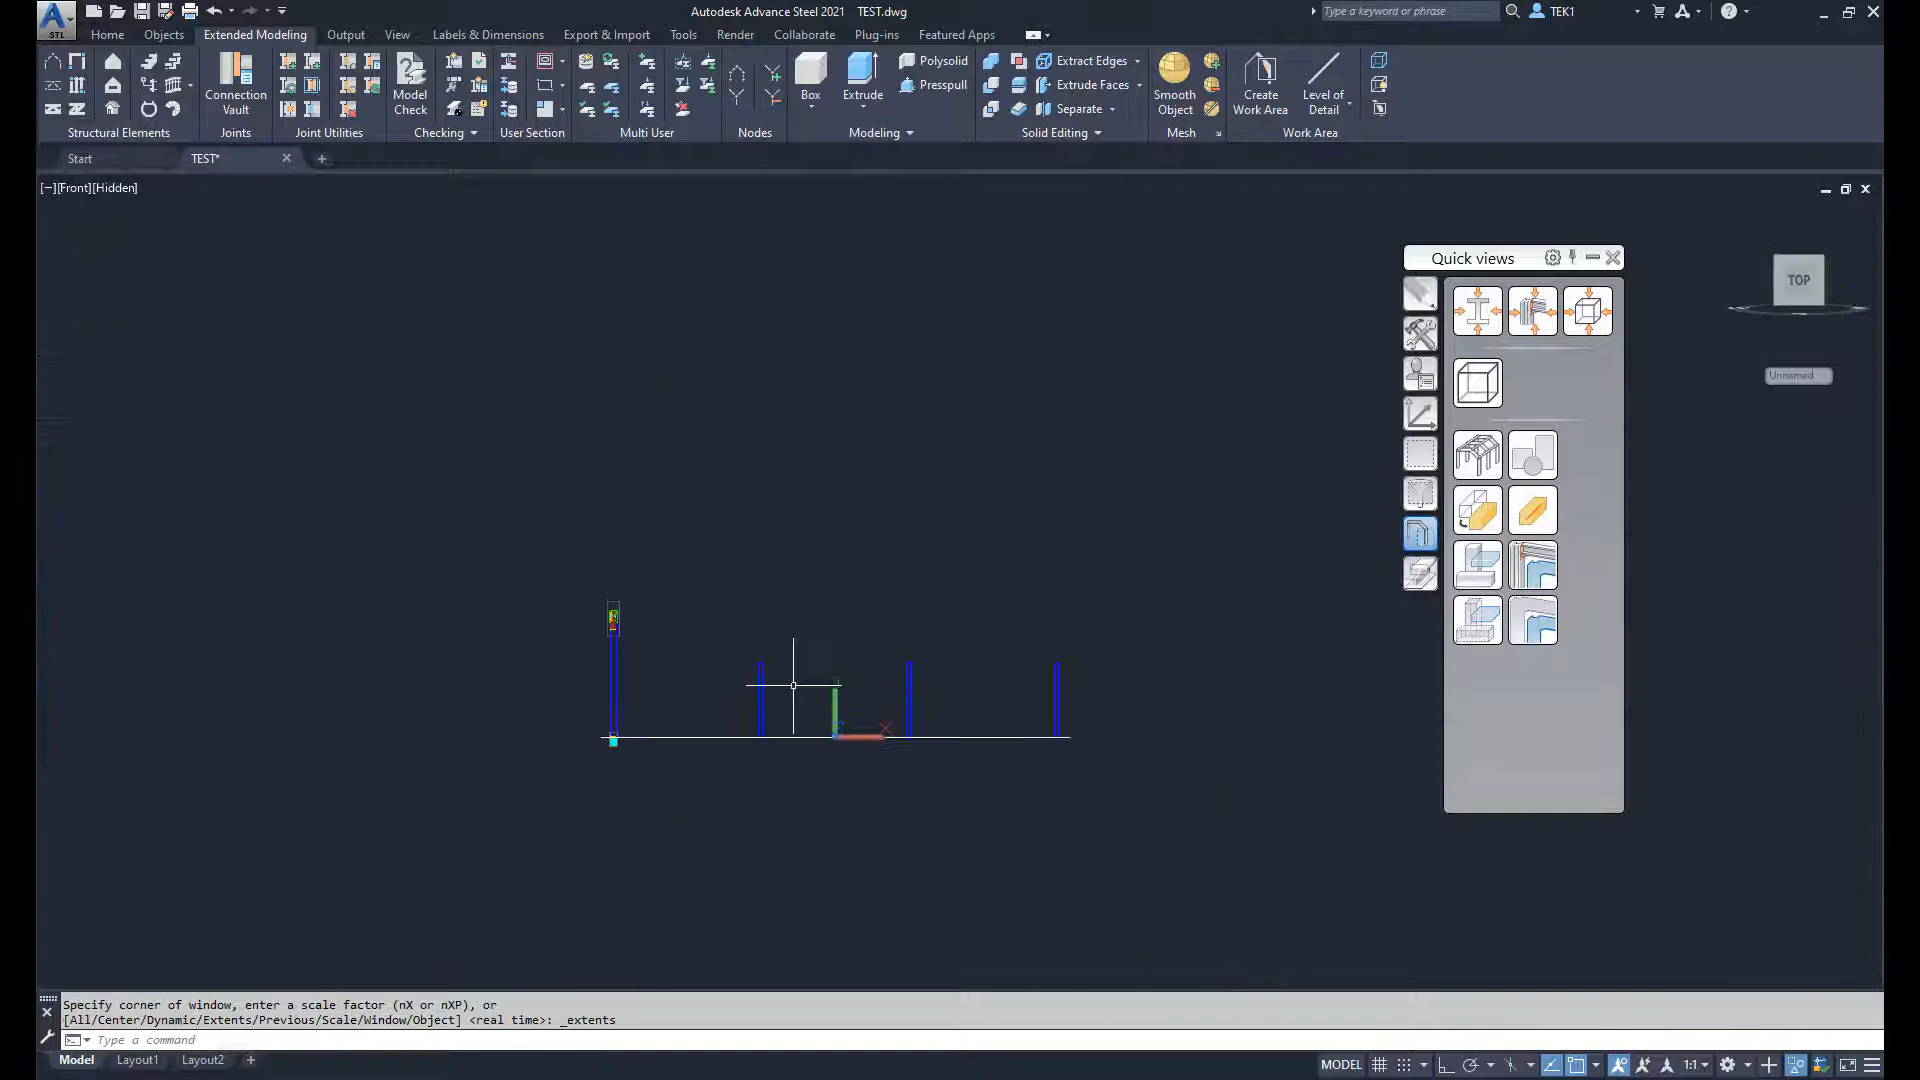 Autodesk Advance Steel 2021 TEST.dwg
Type a keyword or phrase
TEK1
STL
Home Objects Extended Modeling Output View Labels & Dimensions Export & Import Tools Render Collaborate Plug-ins Featured Apps
Connection Vault
Model Check
Box
Extrude
Polysolid
Presspull
Extract Edges
Extrude Faces
Separate
Smooth Object
Create Work Area
Level of Detail
Structural Elements Joints Joint Utilities Checking User Section Multi User Nodes Modeling Solid Editing Mesh Work Area
Start TEST*
[−][Front][Hidden]
Quick views
TOP
Unnamed
Specify corner of window, enter a scale factor (nX or nXP), or
[All/Center/Dynamic/Extents/Previous/Scale/Window/Object] <real time>: _extents
Type a command
Model Layout1 Layout2
MODEL
1:1